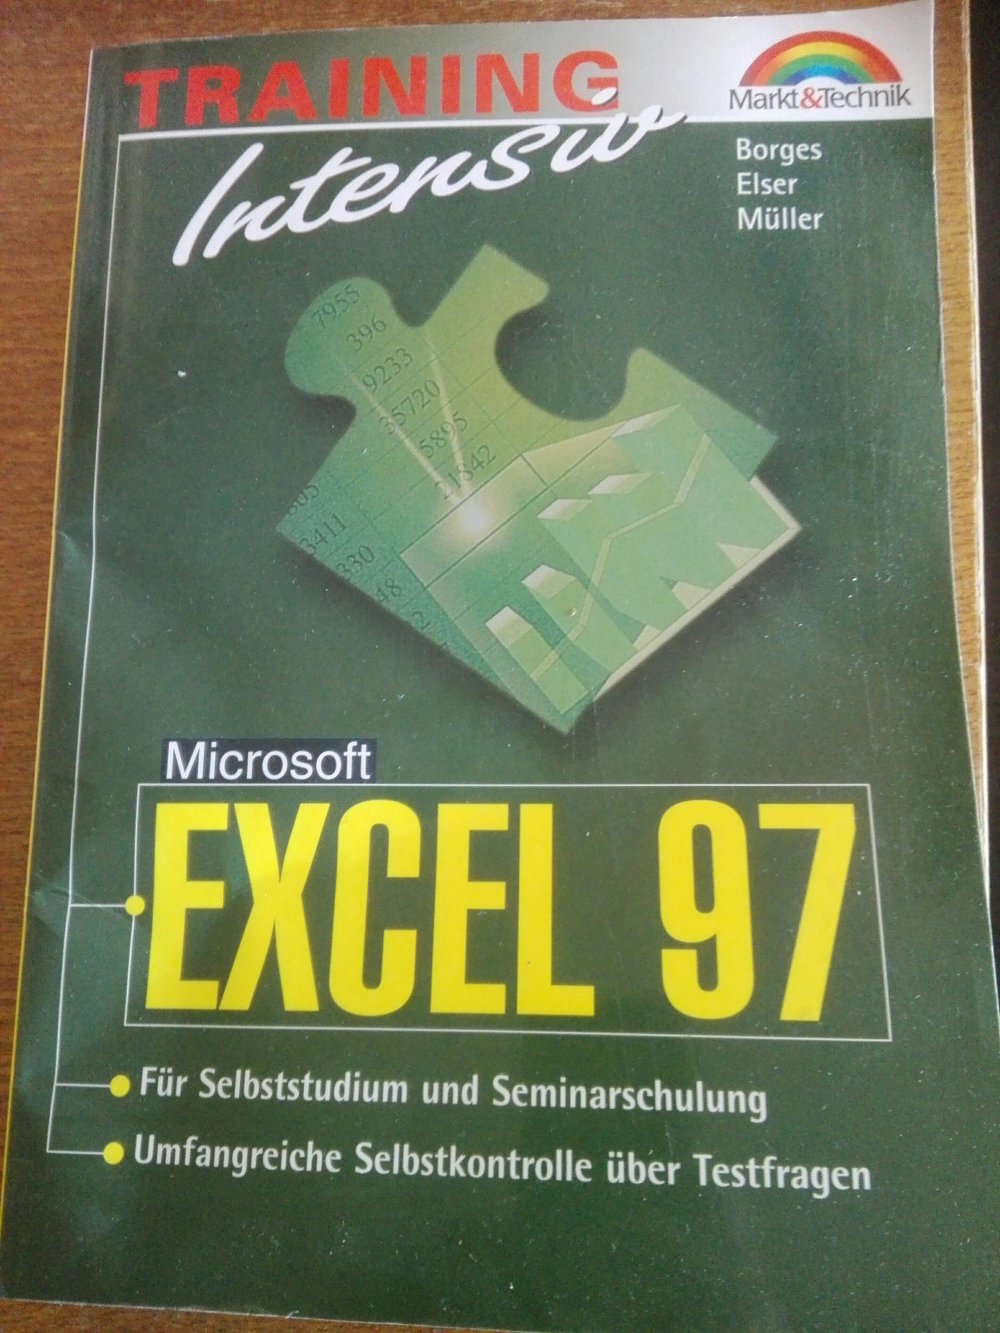 TRAINING
Intensiv
Markt&Technik
Borges
Elser
Müller
7955
396
9233
35720
5895
21842
3411
330
48
Microsoft
EXCEL 97
Für Selbststudium und Seminarschulung
Umfangreiche Selbstkontrolle über Testfragen